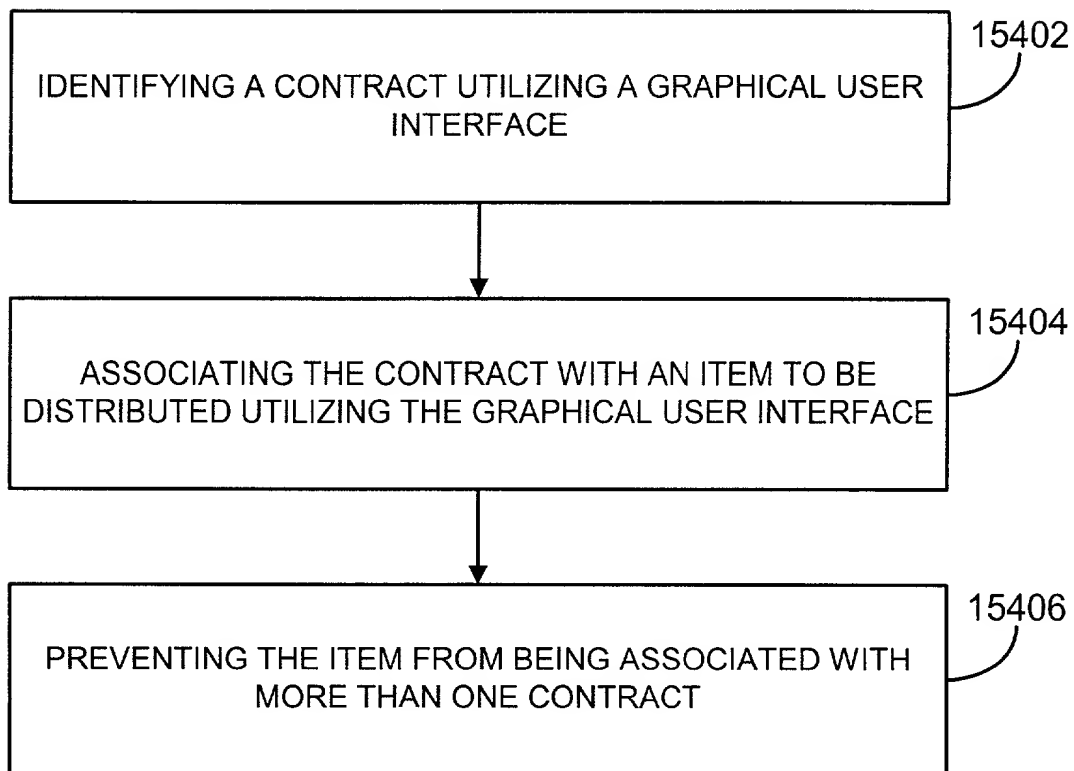 15402
IDENTIFYING A CONTRACT UTILIZING A GRAPHICAL USER
INTERFACE
15404
ASSOCIATING THE CONTRACT WITH AN ITEM TO BE
DISTRIBUTED UTILIZING THE GRAPHICAL USER INTERFACE
15406
PREVENTING THE ITEM FROM BEING ASSOCIATED WITH
MORE THAN ONE CONTRACT